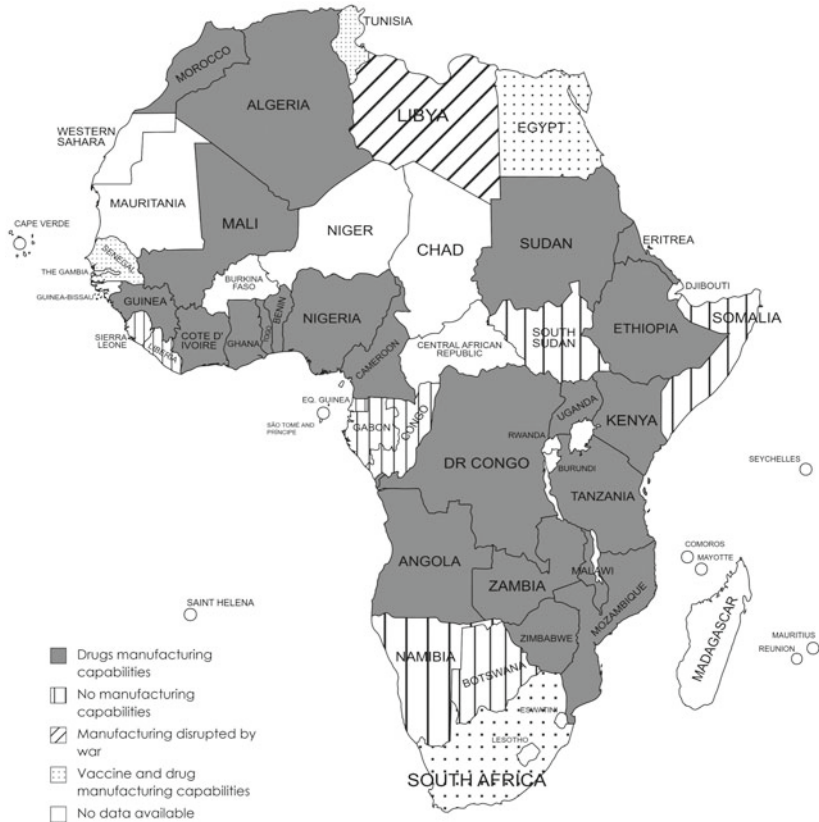 TUNISIA
MOROCCO
ALGERIA
LIBYA
EGYPT
WESTERN
SAHARA
MAURITANIA
MALI
NIGER
CHAD
SUDAN
ERITREA
CAPE VERDE
SENEGAL
THE GAMBIA
GUINEA-BISSAU
GUINEA
BURKINA
FASO
DJIBOUTI
SIERRA
LEONE
LIBERIA
COTE D'
IVOIRE
GHANA
TOGO
BENIN
NIGERIA
CAMEROON
CENTRAL AFRICAN
REPUBLIC
SOUTH
SUDAN
ETHIOPIA
SOMALIA
EQ. GUINEA
SÃO TOMÉ AND
PRÍNCIPE
GABON
CONGO
DR CONGO
UGANDA
KENYA
RWANDA
BURUNDI
TANZANIA
SEYCHELLES
COMOROS
MAYOTTE
ANGOLA
ZAMBIA
MALAWI
MOZAMBIQUE
SAINT HELENA
ZIMBABWE
MADAGASCAR
MAURITIUS
REUNION
NAMIBIA
BOTSWANA
ESWATINI
LESOTHO
SOUTH AFRICA
Drugs manufacturing
capabilities
No manufacturing
capabilities
Manufacturing disrupted by
war
Vaccine and drug
manufacturing capabilities
No data available